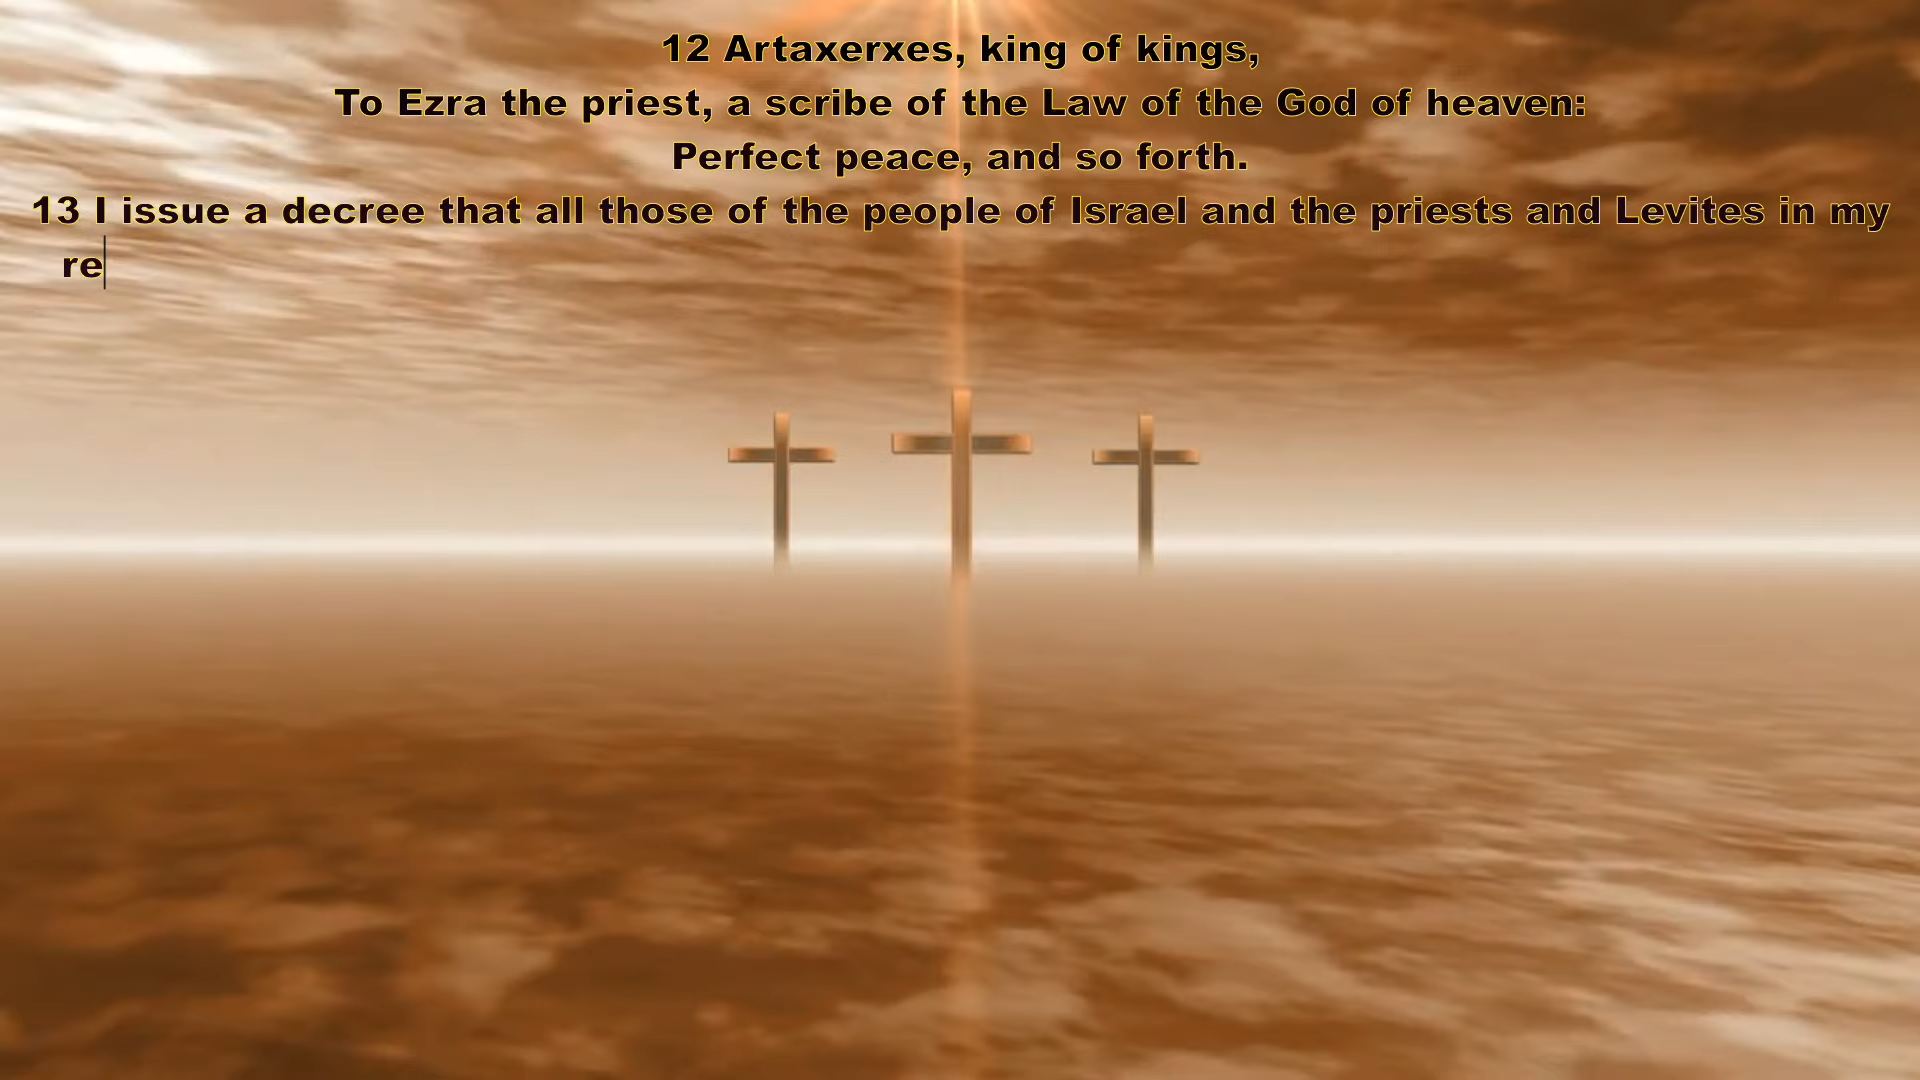 12 Artaxerxes, king of kings,
To Ezra the priest, a scribe of the Law of the God of heaven:
Perfect peace, and so forth.
13 I issue a decree that all those of the people of Israel and the priests and Levites in my
re